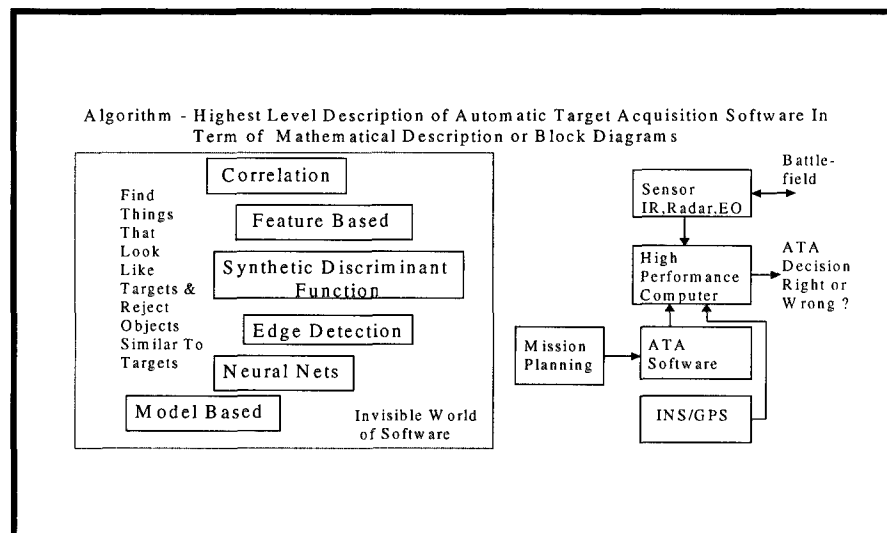 Algorithm - Highest Level Description of Automatic Target Acquisition Software In
Term of Mathematical Description or Block Diagrams
Find
Things
That
Look
Like
Targets &
Reject
Objects
Similar To
Targets
Correlation
Feature Based
Synthetic Discriminant
Function
Edge Detection
Neural Nets
Model Based
Invisible World
of Software
Sensor
IR,Radar,EO
Battle-
field
High
Performance
Computer
ATA
Decision
Right or
Wrong ?
Mission
Planning
ATA
Software
INS/GPS